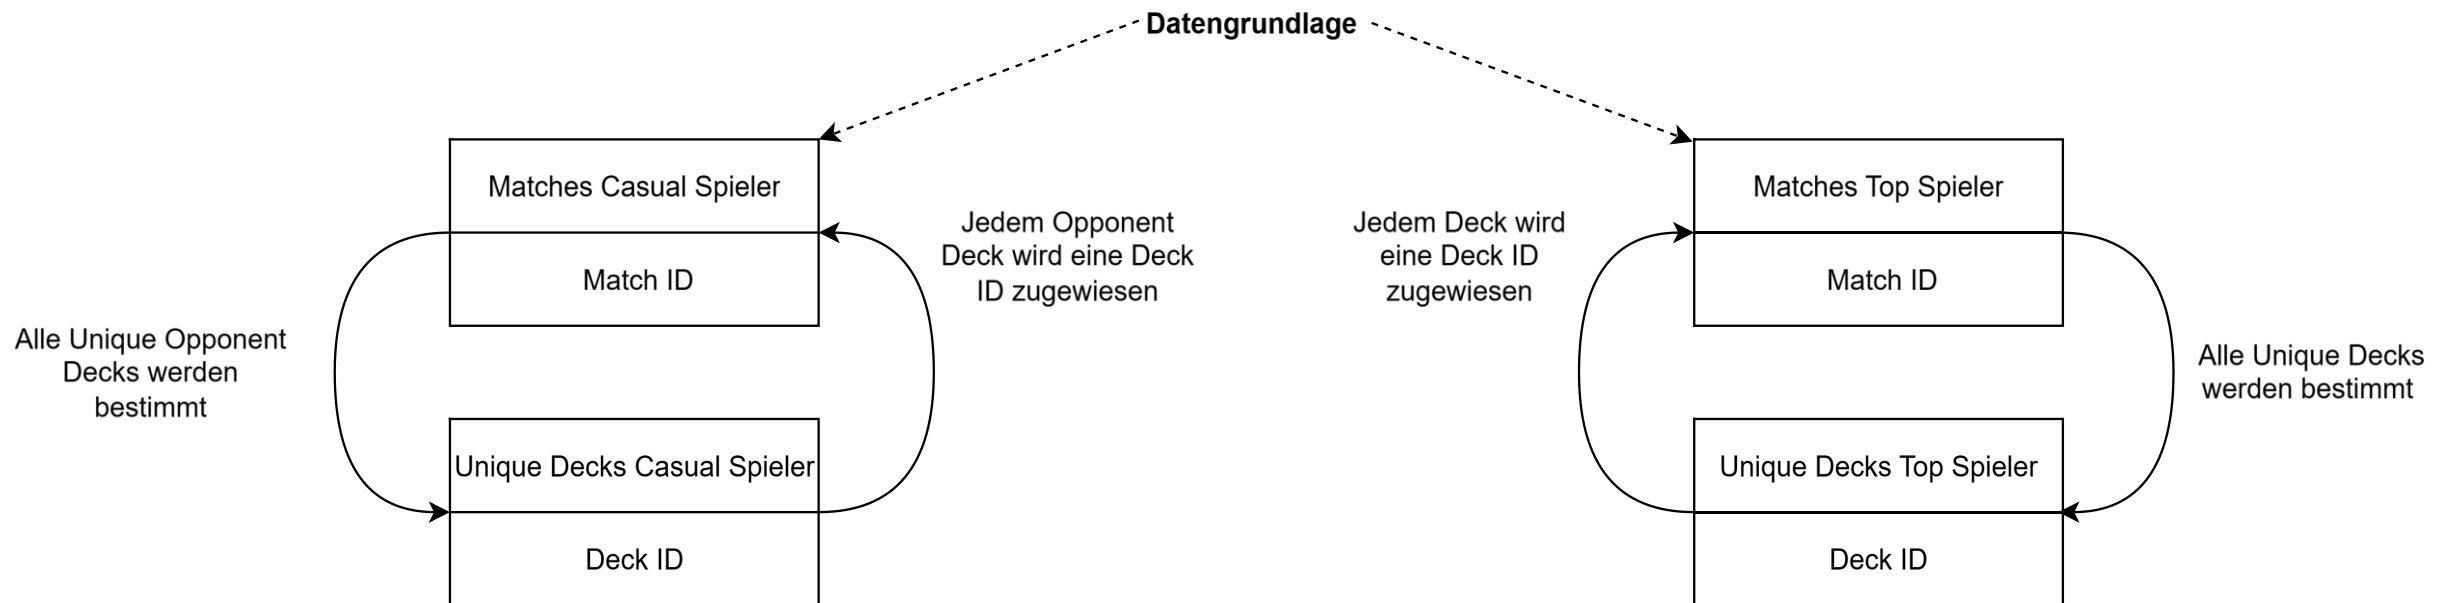 Datengrundlage
Matches Casual Spieler
Match ID
Alle Unique Opponent
Decks werden
bestimmt
Jedem Opponent
Deck wird eine Deck
ID zugewiesen
Unique Decks Casual Spieler
Deck ID
Matches Top Spieler
Match ID
Jedem Deck wird
eine Deck ID
zugewiesen
Alle Unique Decks
werden bestimmt
Unique Decks Top Spieler
Deck ID